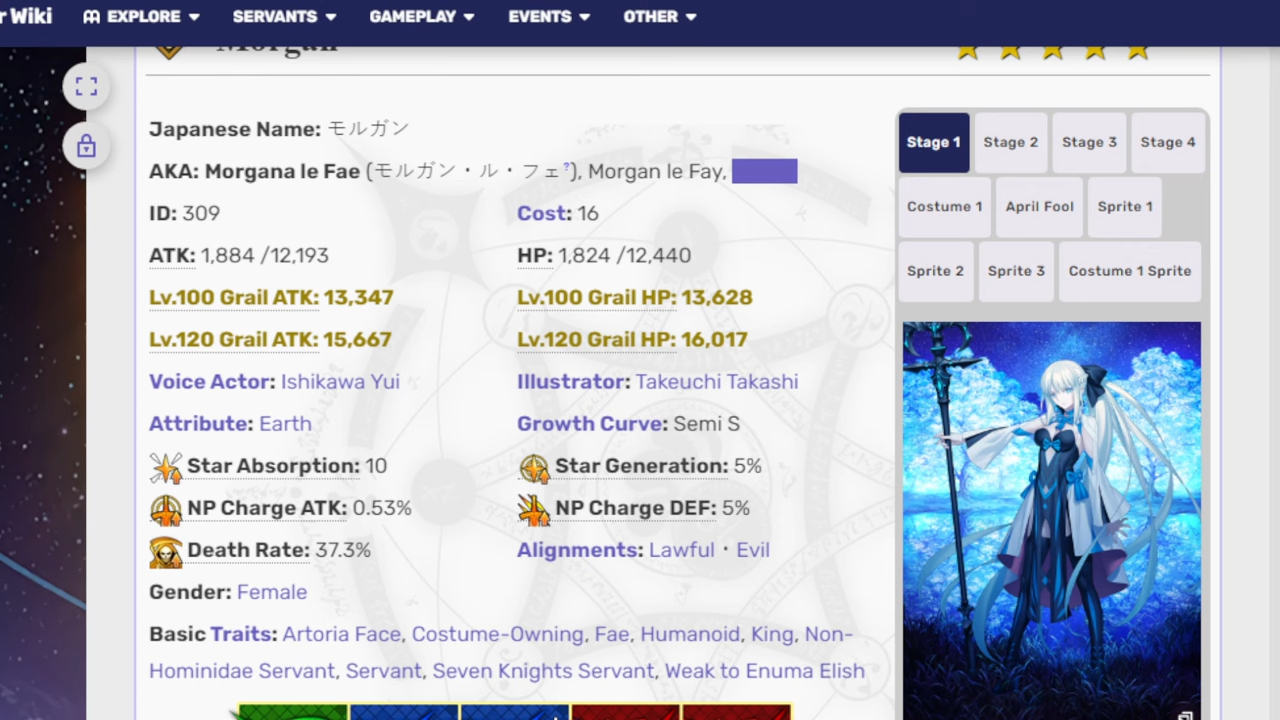 r Wiki EXPLORE SERVANTS GAMEPLAY EVENTS OTHER
Morgan
Japanese Name: モルガン
AKA: Morgana le Fae (モルガン・ル・フェ?), Morgan le Fay,
ID: 309 Cost: 16
ATK: 1,884 /12,193 HP: 1,824 /12,440
Lv.100 Grail ATK: 13,347 Lv.100 Grail HP: 13,628
Lv.120 Grail ATK: 15,667 Lv.120 Grail HP: 16,017
Voice Actor: Ishikawa Yui Illustrator: Takeuchi Takashi
Attribute: Earth Growth Curve: Semi S
Star Absorption: 10 Star Generation: 5%
NP Charge ATK: 0.53% NP Charge DEF: 5%
Death Rate: 37.3% Alignments: Lawful・Evil
Gender: Female
Basic Traits: Artoria Face, Costume-Owning, Fae, Humanoid, King, Non-
Hominidae Servant, Servant, Seven Knights Servant, Weak to Enuma Elish
Stage 1 Stage 2 Stage 3 Stage 4
Costume 1 April Fool Sprite 1
Sprite 2 Sprite 3 Costume 1 Sprite